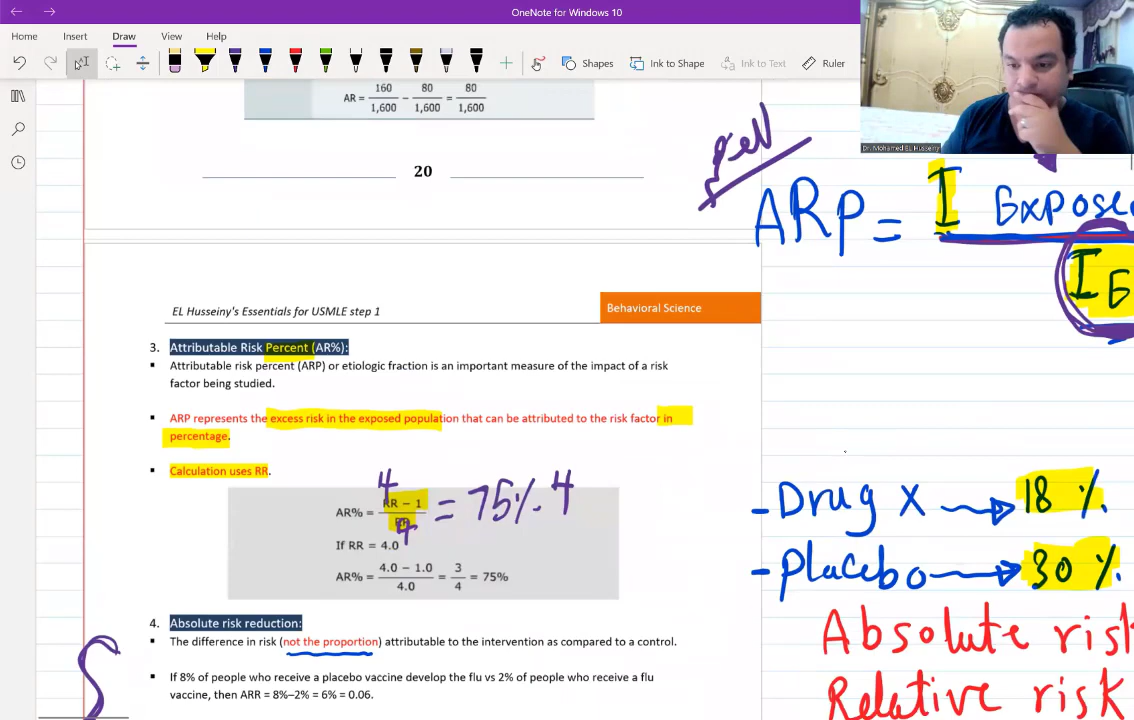 OneNote for Windows 10
Home Insert Draw View Help
Shapes Ink to Shape Ink to Text Ruler
AR = 160/1,600 − 80/1,600 = 80/1,600
20
Dr. Mohamed EL Husseiny
ARP = I Expose
I E
EL Husseiny's Essentials for USMLE step 1
Behavioral Science
3. Attributable Risk Percent (AR%):
▪ Attributable risk percent (ARP) or etiologic fraction is an important measure of the impact of a risk
factor being studied.
▪ ARP represents the excess risk in the exposed population that can be attributed to the risk factor in
percentage.
▪ Calculation uses RR.
4
AR% = RR − 1 = 75% 4
4
If RR = 4.0
AR% = 4.0 − 1.0/4.0 = 3/4 = 75%
- Drug X → 18 %
- Placebo → 30 %
Absolute risk
Relative risk
4. Absolute risk reduction:
▪ The difference in risk (not the proportion) attributable to the intervention as compared to a control.
▪ If 8% of people who receive a placebo vaccine develop the flu vs 2% of people who receive a flu
vaccine, then ARR = 8%–2% = 6% = 0.06.